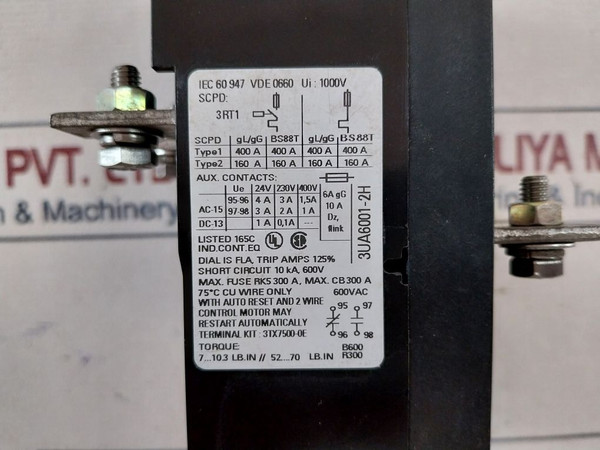 IEC 60 947 VDE 0660 Ui : 1000V
SCPD:
3RT1
SCPD gL/gG BS88T gL/gG BS88T
Type1 400 A 400 A 400 A 400 A
Type2 160 A 160 A 160 A 160 A
AUX. CONTACTS:
Ue 24V 230V 400V
AC-15 95-96 4 A 3 A 1,5A
97-98 3 A 2 A 1A
DC-13 1 A 0,1A ---
6A gG
10 A
Dz,
flink
3UA6001-2H
LISTED 165C
IND.CONT.EQ
UL
DIAL IS FLA, TRIP AMPS 125%
SHORT CIRCUIT 10 kA, 600V
MAX. FUSE RK5 300 A, MAX. CB 300 A
75°C CU WIRE ONLY 600VAC
WITH AUTO RESET AND 2 WIRE
CONTROL MOTOR MAY
RESTART AUTOMATICALLY
TERMINAL KIT : 3TX7500-0E
95 97
96 98
TORQUE: B600
7...10.3 LB.IN // 52...70 LB.IN R300
PVT. LTD
& Machinery
LIYA M